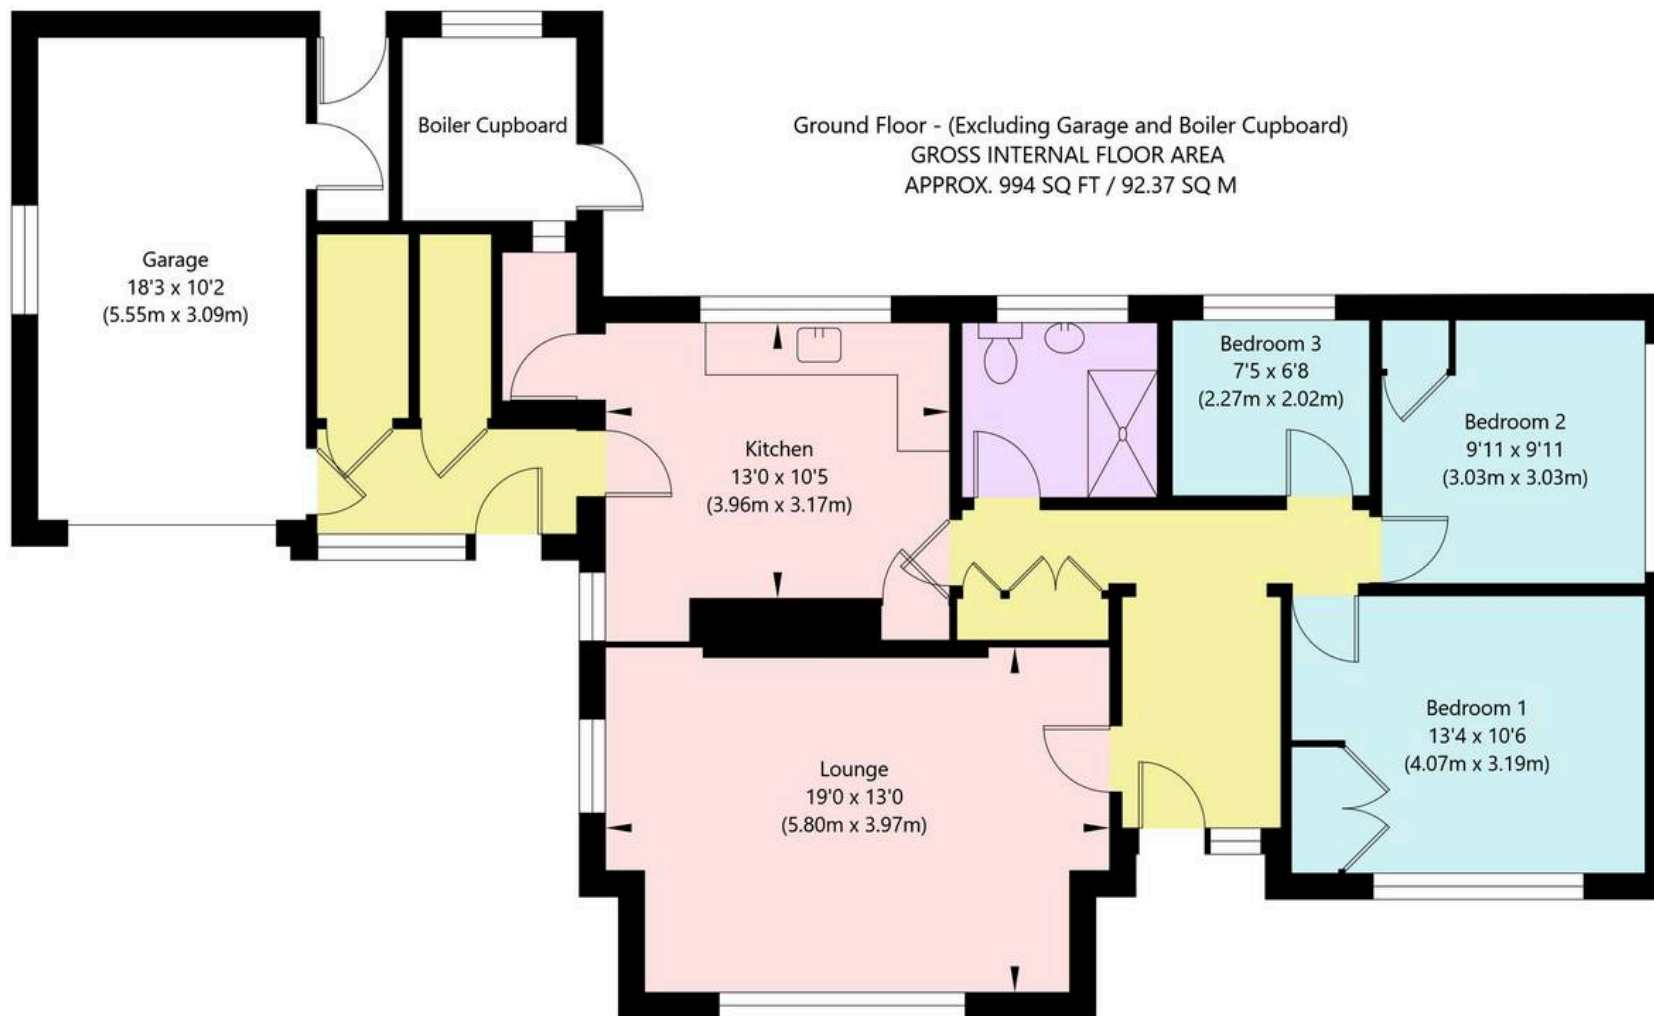 Boiler Cupboard
Ground Floor - (Excluding Garage and Boiler Cupboard)
GROSS INTERNAL FLOOR AREA
APPROX. 994 SQ FT / 92.37 SQ M
Garage
18'3 x 10'2
(5.55m x 3.09m)
Kitchen
13'0 x 10'5
(3.96m x 3.17m)
Bedroom 3
7'5 x 6'8
(2.27m x 2.02m)
Bedroom 2
9'11 x 9'11
(3.03m x 3.03m)
Lounge
19'0 x 13'0
(5.80m x 3.97m)
Bedroom 1
13'4 x 10'6
(4.07m x 3.19m)